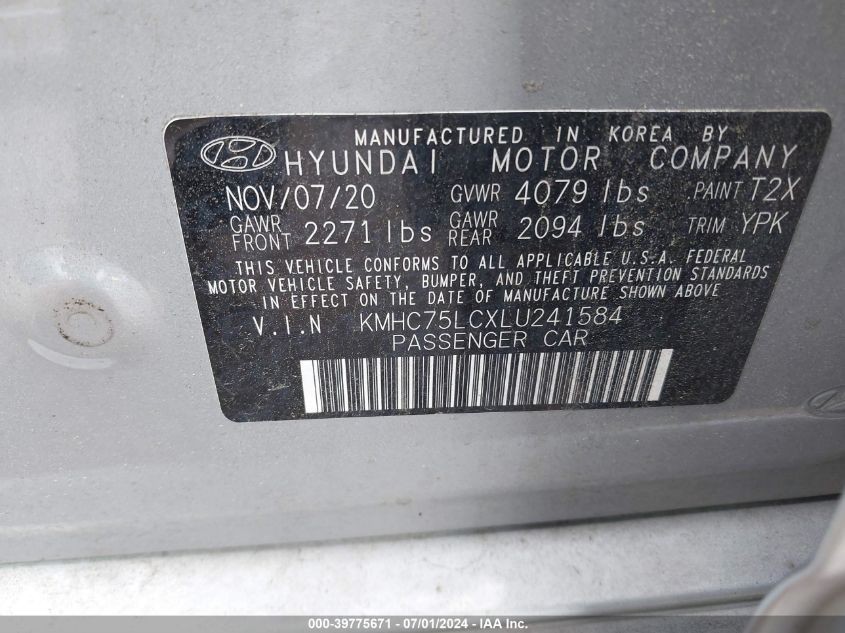 MANUFACTURED IN KOREA BY
HYUNDAI MOTOR COMPANY
NOV/07/20 GVWR 4079 lbs PAINT T2X
GAWR FRONT 2271 lbs GAWR REAR 2094 lbs TRIM YPK
THIS VEHICLE CONFORMS TO ALL APPLICABLE U.S.A. FEDERAL
MOTOR VEHICLE SAFETY, BUMPER, AND THEFT PREVENTION STANDARDS
IN EFFECT ON THE DATE OF MANUFACTURE SHOWN ABOVE
V.I.N KMHC75LCXLU241584
PASSENGER CAR
000-39775671 - 07/01/2024 - IAA Inc.